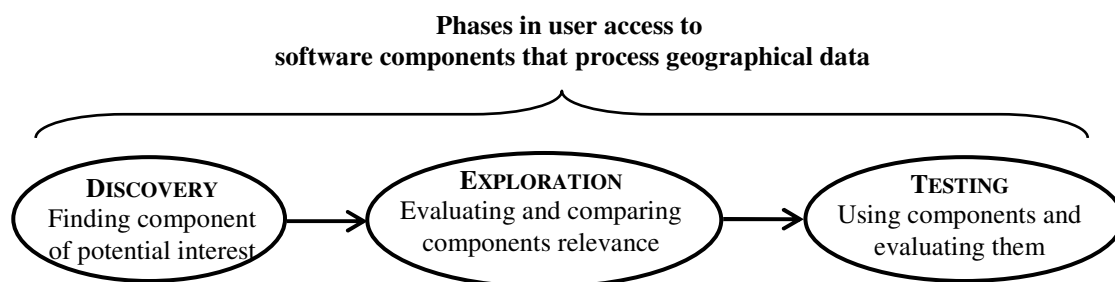 Phases in user access to
software components that process geographical data
DISCOVERY
Finding component
of potential interest
EXPLORATION
Evaluating and comparing
components relevance
TESTING
Using components and
evaluating them